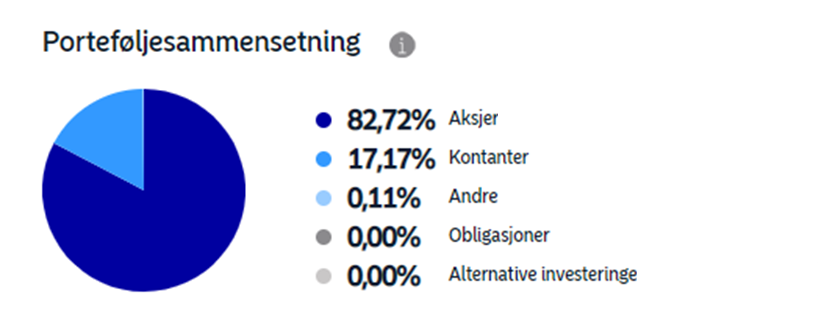 Porteføljesammensetning
82,72% Aksjer
17,17% Kontanter
0,11% Andre
0,00% Obligasjoner
0,00% Alternative investeringe